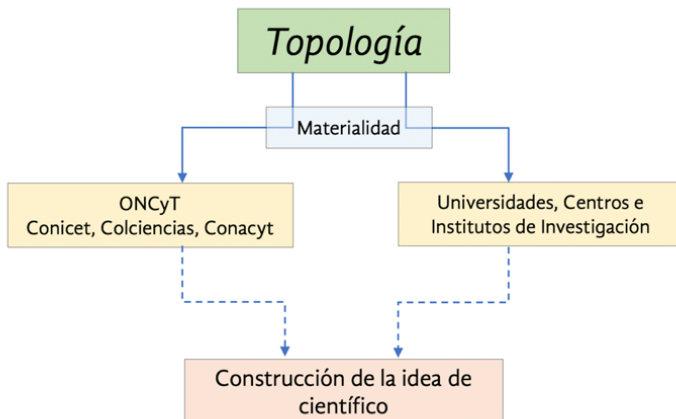 Topología
Materialidad
ONCyT
Conicet, Colciencias, Conacyt
Universidades, Centros e
Institutos de Investigación
Construcción de la idea de
científico